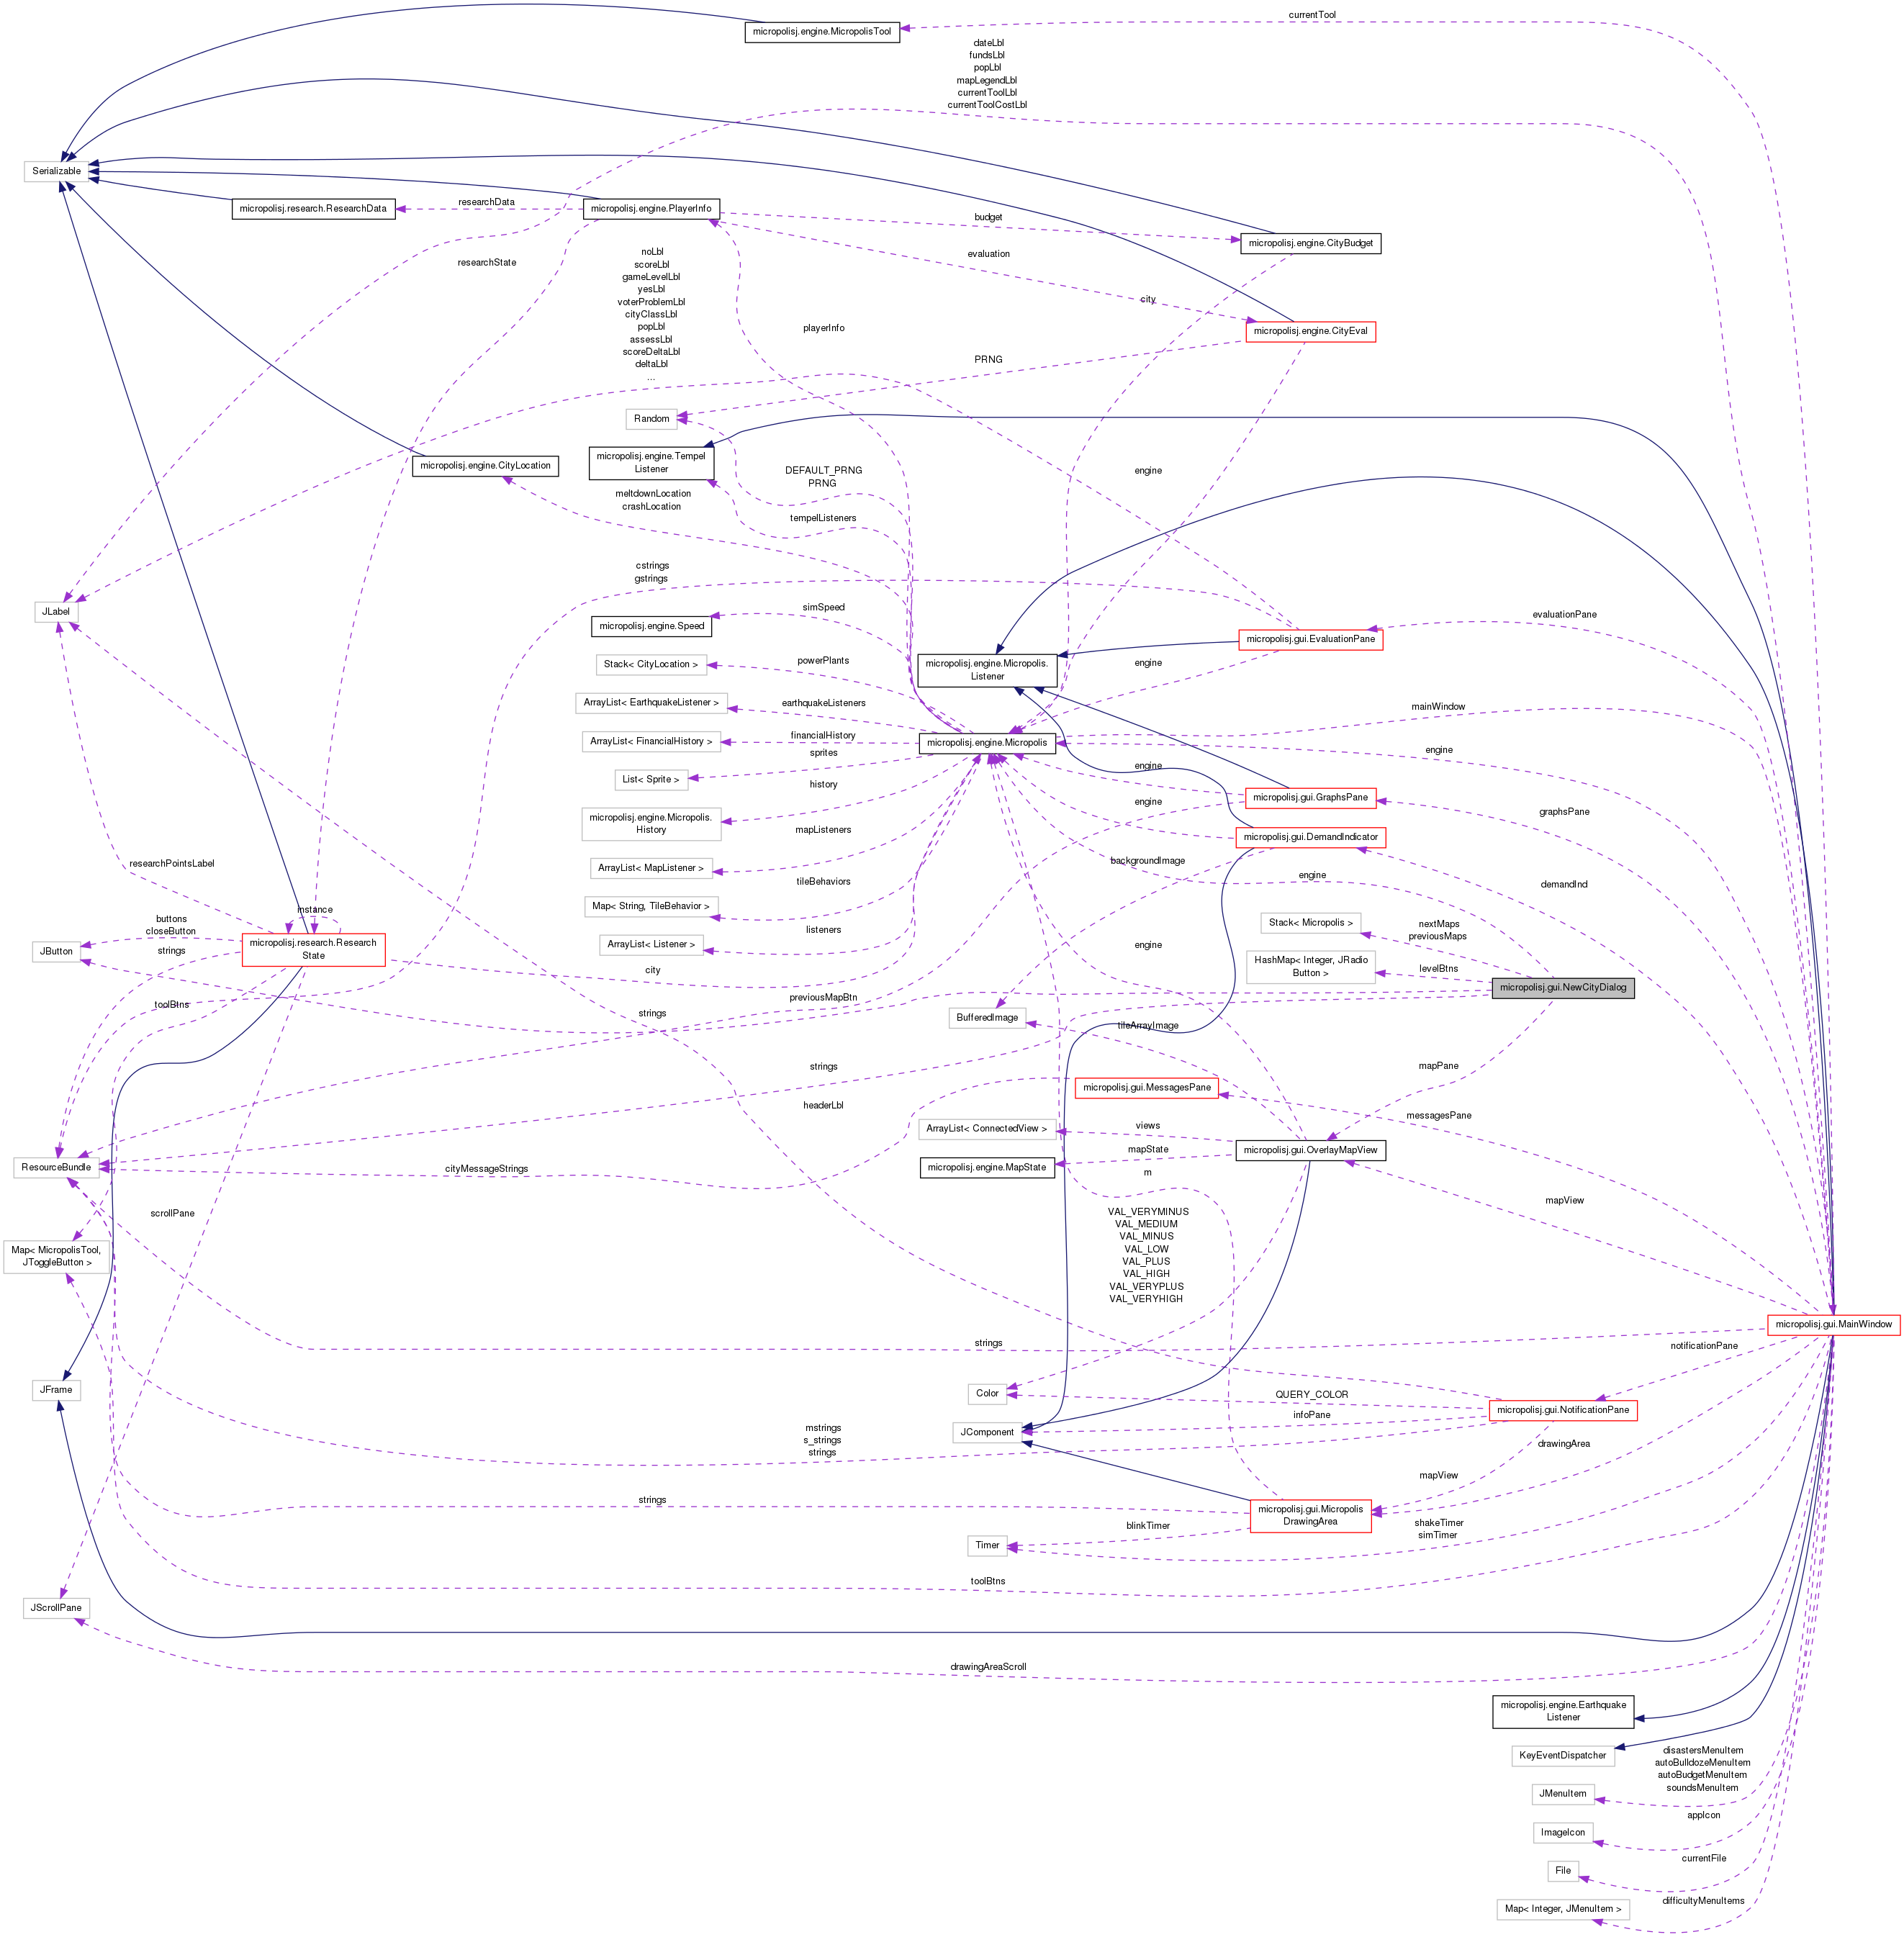 currentTool
micropolisj.engine.MicropolisTool
dateLbl
fundsLbl
popLbl
mapLegendLbl
currentToolLbl
currentToolCostLbl
Serializable
micropolisj.research.ResearchData
researchData
micropolisj.engine.PlayerInfo
budget
micropolisj.engine.CityBudget
evaluation
researchState
noLbl
scoreLbl
gameLevelLbl
yesLbl
voterProblemLbl
cityClassLbl
popLbl
assessLbl
scoreDeltaLbl
deltaLbl
...
playerInfo
city
micropolisj.engine.CityEval
PRNG
Random
micropolisj.engine.Tempel
Listener
micropolisj.engine.CityLocation
DEFAULT_PRNG
PRNG
meltdownLocation
crashLocation
tempelListeners
engine
cstrings
gstrings
JLabel
micropolisj.engine.Speed
simSpeed
evaluationPane
micropolisj.gui.EvaluationPane
Stack< CityLocation >
powerPlants
micropolisj.engine.Micropolis.
Listener
engine
ArrayList< EarthquakeListener >
earthquakeListeners
mainWindow
ArrayList< FinancialHistory >
financialHistory
micropolisj.engine.Micropolis
engine
List< Sprite >
sprites
engine
history
micropolisj.gui.GraphsPane
graphsPane
micropolisj.engine.Micropolis.
History
engine
micropolisj.gui.DemandIndicator
mapListeners
ArrayList< MapListener >
researchPointsLabel
backgroundImage
engine
demandInd
tileBehaviors
Map< String, TileBehavior >
instance
buttons
closeButton
JButton
strings
micropolisj.research.Research
State
listeners
ArrayList< Listener >
engine
Stack< Micropolis >
nextMaps
previousMaps
city
HashMap< Integer, JRadio
Button >
levelBtns
micropolisj.gui.NewCityDialog
toolBtns
previousMapBtn
strings
BufferedImage
tileArrayImage
strings
mapPane
micropolisj.gui.MessagesPane
headerLbl
messagesPane
ArrayList< ConnectedView >
views
micropolisj.gui.OverlayMapView
mapState
micropolisj.engine.MapState
m
ResourceBundle
cityMessageStrings
scrollPane
mapView
VAL_VERYMINUS
VAL_MEDIUM
VAL_MINUS
VAL_LOW
VAL_PLUS
VAL_HIGH
VAL_VERYPLUS
VAL_VERYHIGH
Map< MicropolisTool,
JToggleButton >
micropolisj.gui.MainWindow
strings
notificationPane
JFrame
Color
QUERY_COLOR
micropolisj.gui.NotificationPane
infoPane
JComponent
mstrings
s_strings
strings
drawingArea
mapView
strings
micropolisj.gui.Micropolis
DrawingArea
blinkTimer
shakeTimer
simTimer
Timer
toolBtns
JScrollPane
drawingAreaScroll
micropolisj.engine.Earthquake
Listener
KeyEventDispatcher
disastersMenuItem
autoBulldozeMenuItem
autoBudgetMenuItem
soundsMenuItem
JMenuItem
appIcon
ImageIcon
currentFile
File
difficultyMenuItems
Map< Integer, JMenuItem >